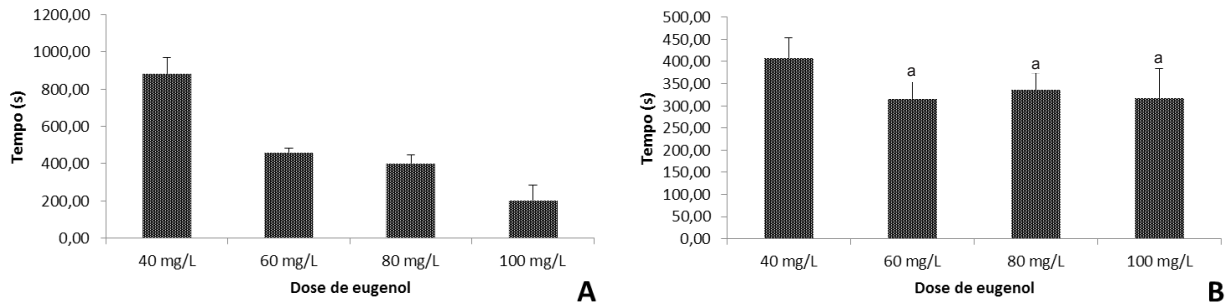 1200,00
1000,00
800,00
600,00
400,00
200,00
0,00
Tempo (s)
40 mg/L 60 mg/L 80 mg/L 100 mg/L
Dose de eugenol
A
500,00
450,00
400,00
350,00
300,00
250,00
200,00
150,00
100,00
50,00
0,00
Tempo (s)
a a a
40 mg/L 60 mg/L 80 mg/L 100 mg/L
Dose de eugenol
B